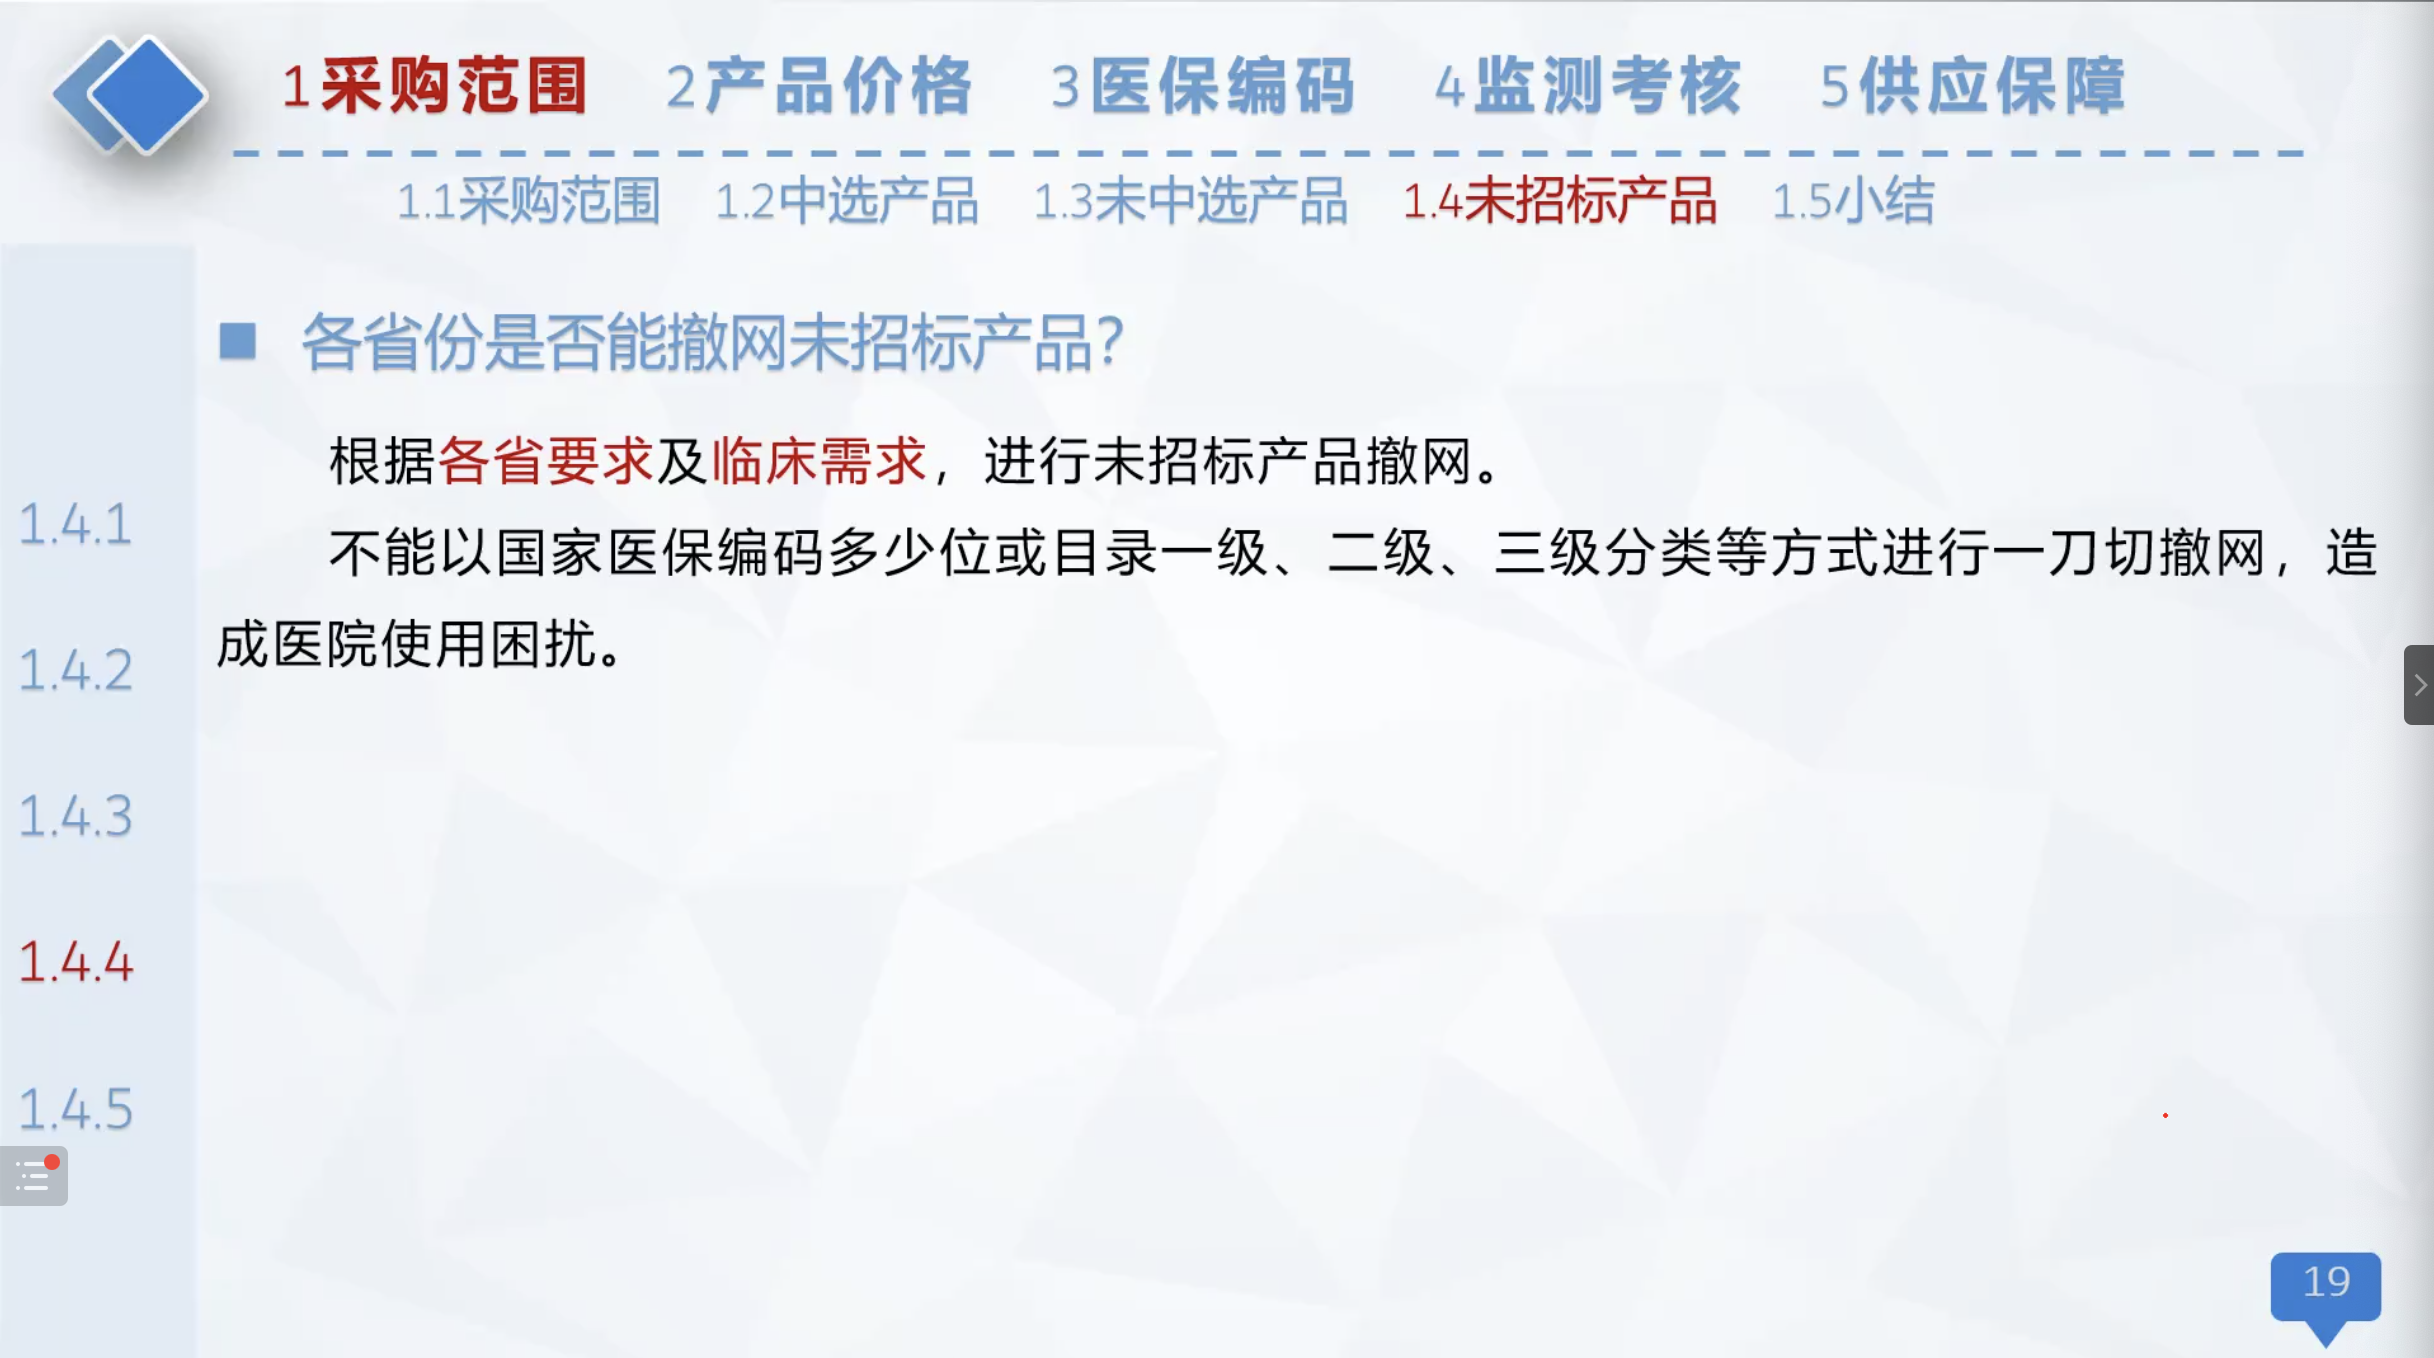 1采购范围 2产品价格 3医保编码 4监测考核 5供应保障
1.1采购范围 1.2中选产品 1.3未中选产品 1.4未招标产品 1.5小结
各省份是否能撤网未招标产品？
根据各省要求及临床需求，进行未招标产品撤网。
不能以国家医保编码多少位或目录一级、二级、三级分类等方式进行一刀切撤网，造
成医院使用困扰。
1.4.1
1.4.2
1.4.3
1.4.4
1.4.5
19